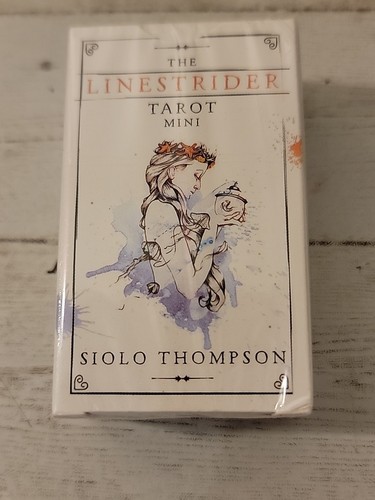 THE
LINESTRIDER
TAROT
MINI
SIOLO THOMPSON